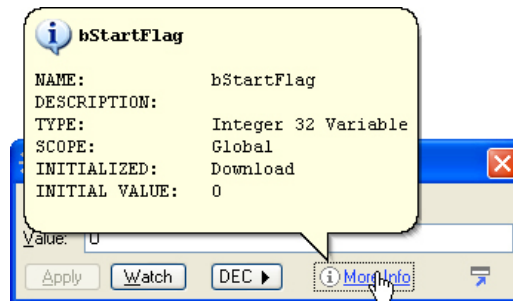 bStartFlag
NAME: bStartFlag
DESCRIPTION:
TYPE: Integer 32 Variable
SCOPE: Global
INITIALIZED: Download
INITIAL VALUE: 0
Value: 0
Apply Watch DEC More Info